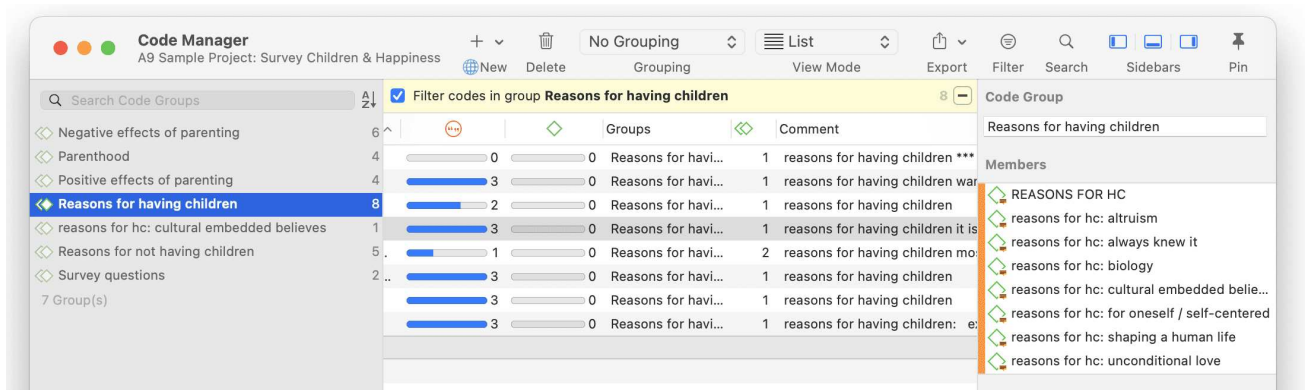 Code Manager
A9 Sample Project: Survey Children & Happiness
New
Delete
No Grouping
Grouping
List
View Mode
Export
Filter
Search
Sidebars
Pin
Search Code Groups
Negative effects of parenting 6
Parenthood 4
Positive effects of parenting 4
Reasons for having children 8
reasons for hc: cultural embedded believes 1
Reasons for not having children 5
Survey questions 2
7 Group(s)
Filter codes in group Reasons for having children 8
Groups Comment
0 0 Reasons for havi... 1 reasons for having children ***
3 0 Reasons for havi... 1 reasons for having children wan
2 0 Reasons for havi... 1 reasons for having children
3 0 Reasons for havi... 1 reasons for having children it is
1 0 Reasons for havi... 2 reasons for having children mo
3 0 Reasons for havi... 1 reasons for having children
3 0 Reasons for havi... 1 reasons for having children
3 0 Reasons for havi... 1 reasons for having children: e
Code Group
Reasons for having children
Members
REASONS FOR HC
reasons for hc: altruism
reasons for hc: always knew it
reasons for hc: biology
reasons for hc: cultural embedded belie...
reasons for hc: for oneself / self-centered
reasons for hc: shaping a human life
reasons for hc: unconditional love